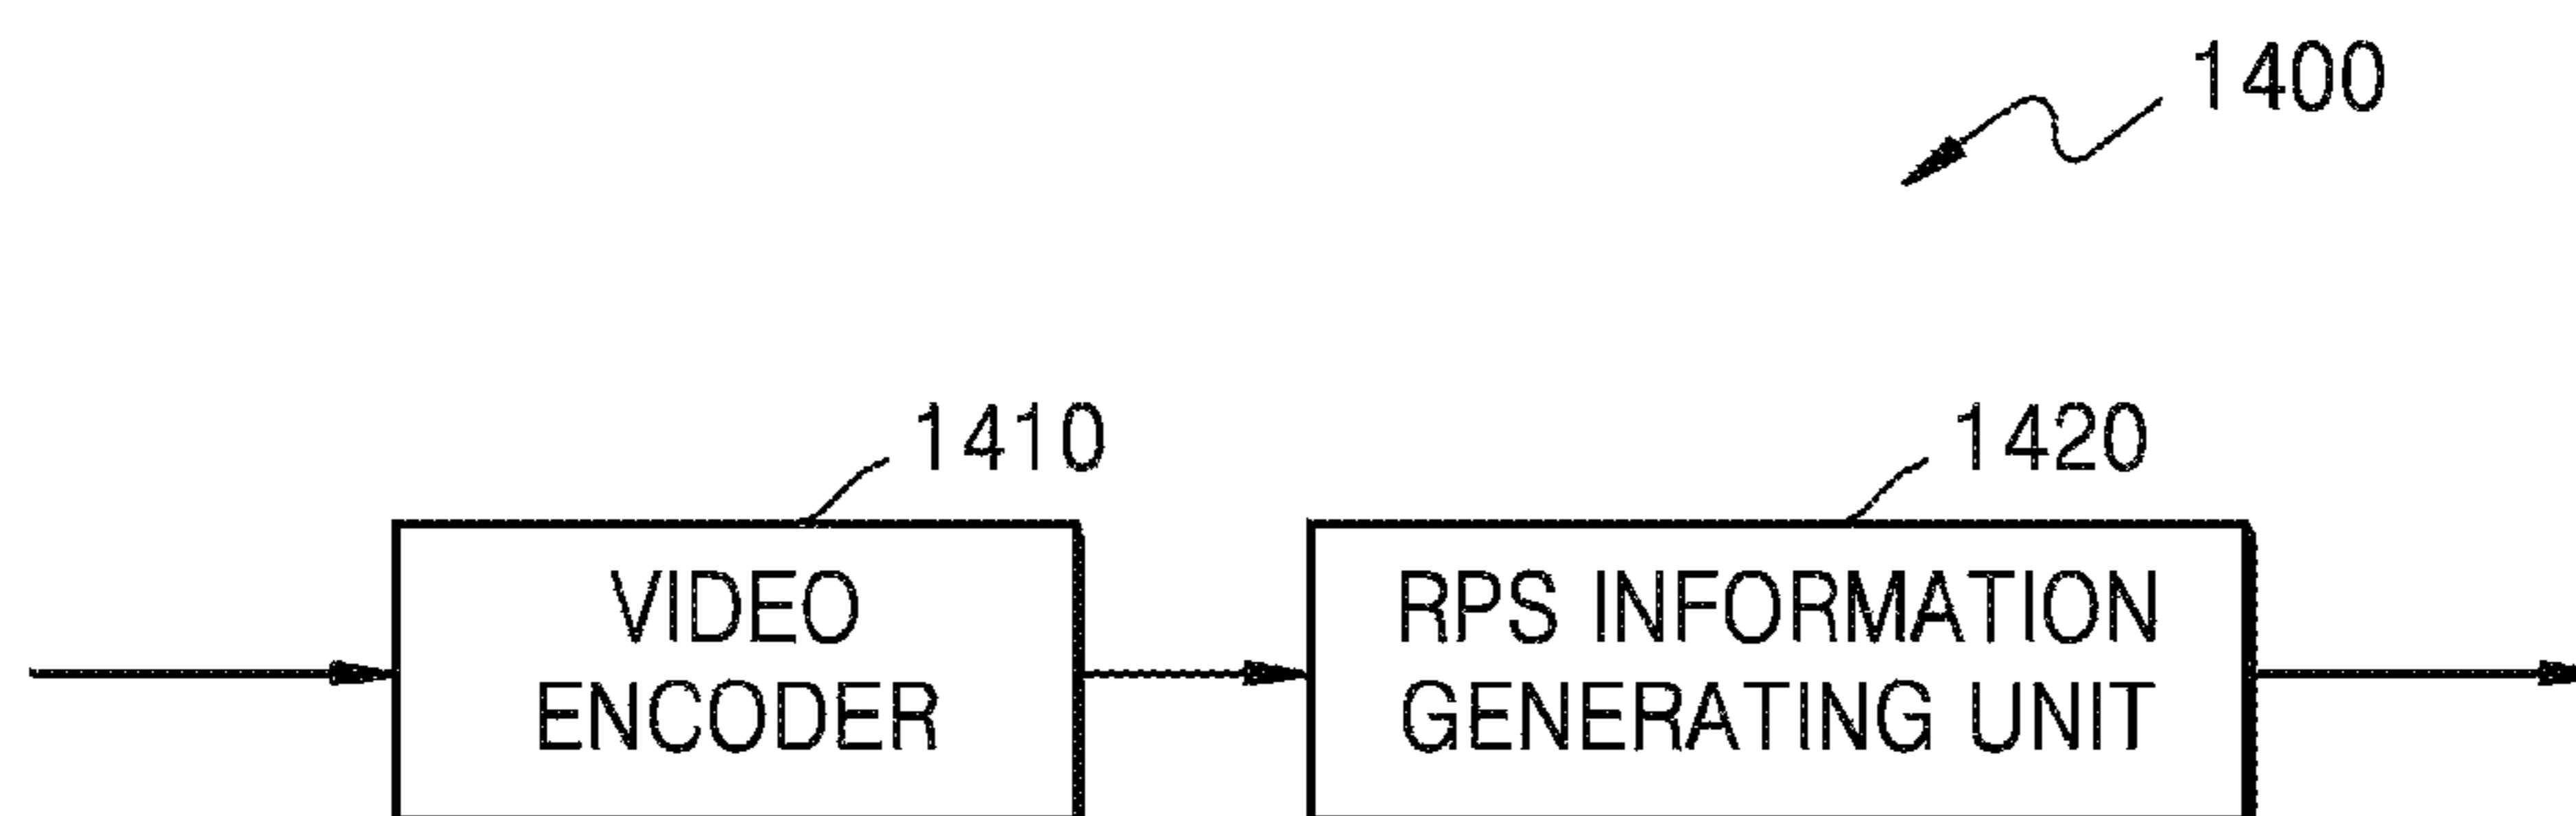 1400
1410
1420
VIDEO
ENCODER
RPS INFORMATION
GENERATING UNIT